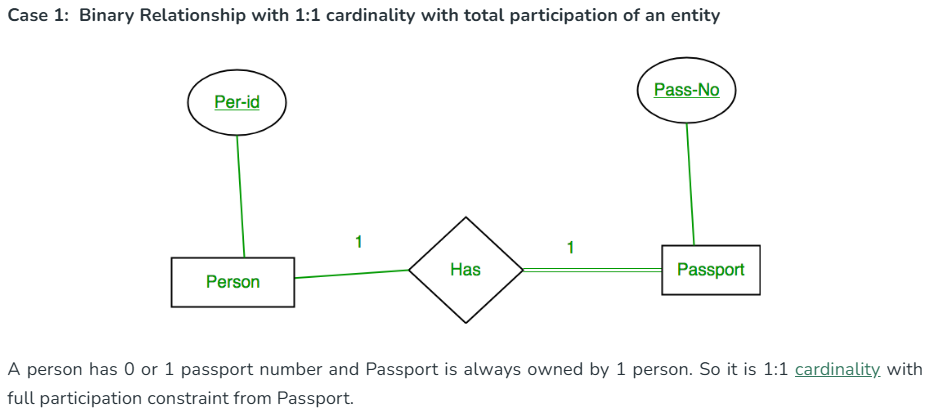 Case 1: Binary Relationship with 1:1 cardinality with total participation of an entity
Pass-No
Per-id
1
1
Has
Passport
Person
A person has 0 or 1 passport number and Passport is always owned by 1 person. So it is 1:1 cardinality with
full participation constraint from Passport.